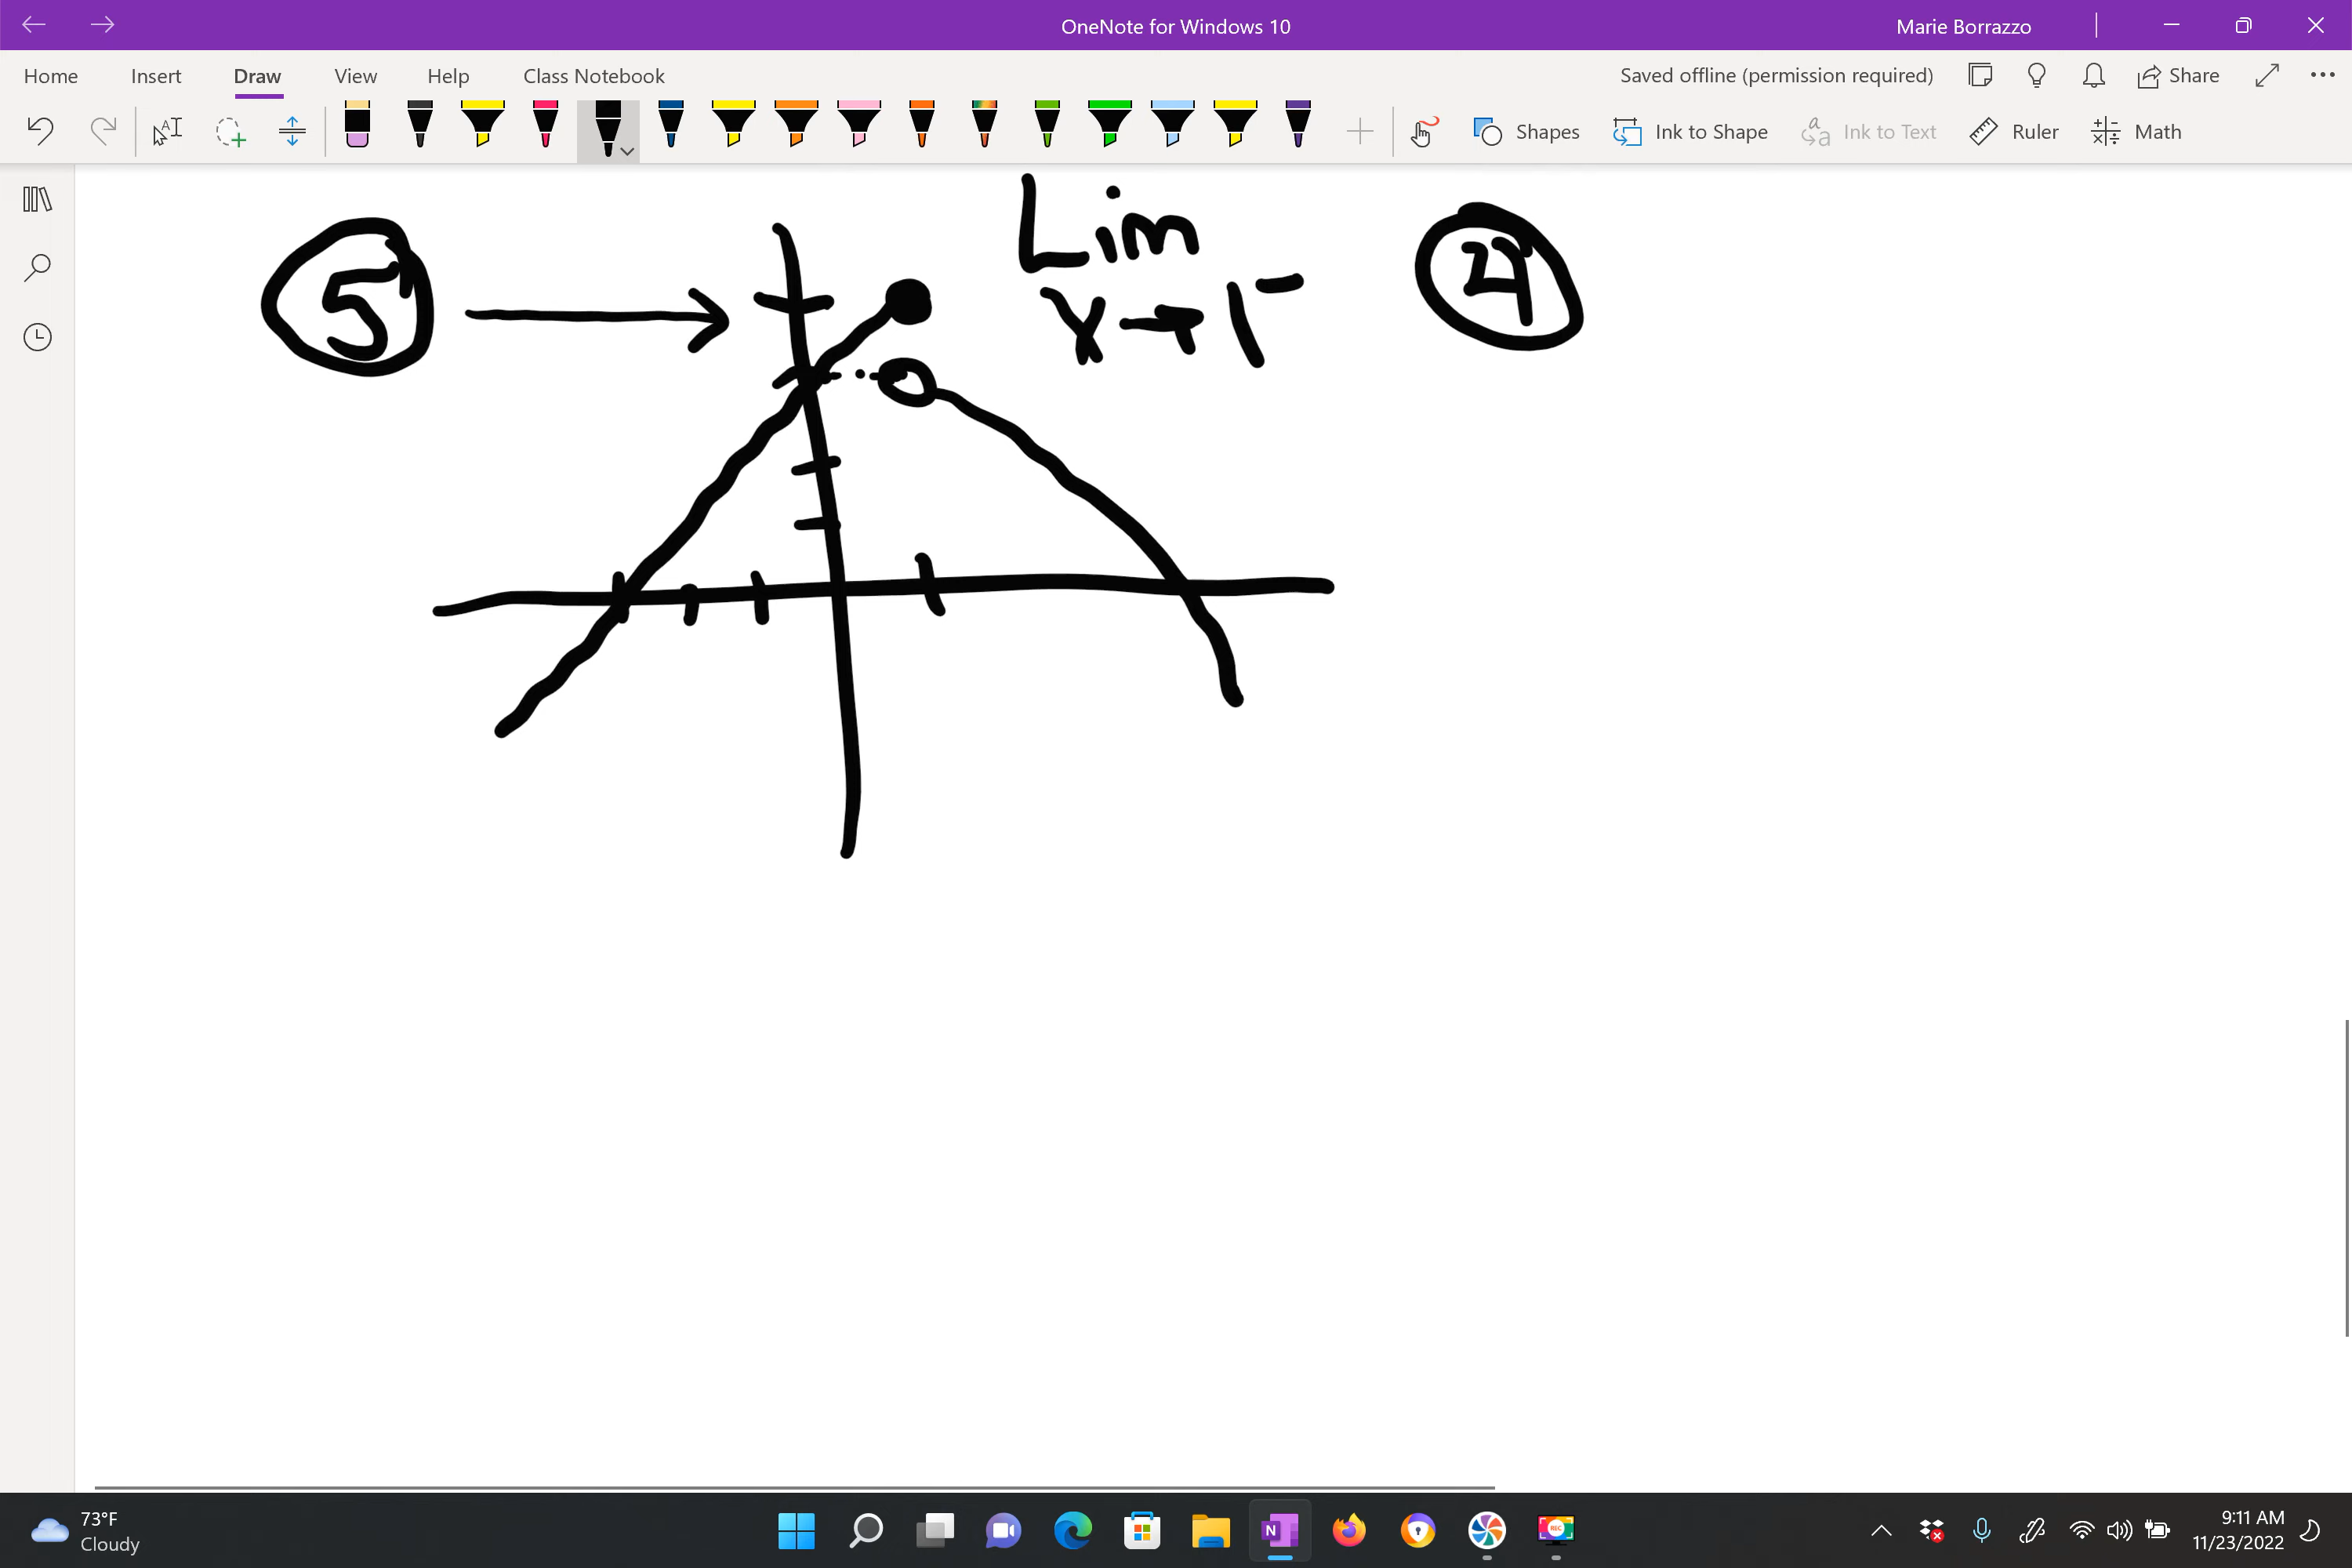 OneNote for Windows 10
Marie Borrazzo
Home Insert Draw View Help Class Notebook
Saved offline (permission required) Share
Shapes Ink to Shape Ink to Text Ruler Math
Lim
x→1⁻
5
4
73°F
Cloudy
9:11 AM
11/23/2022